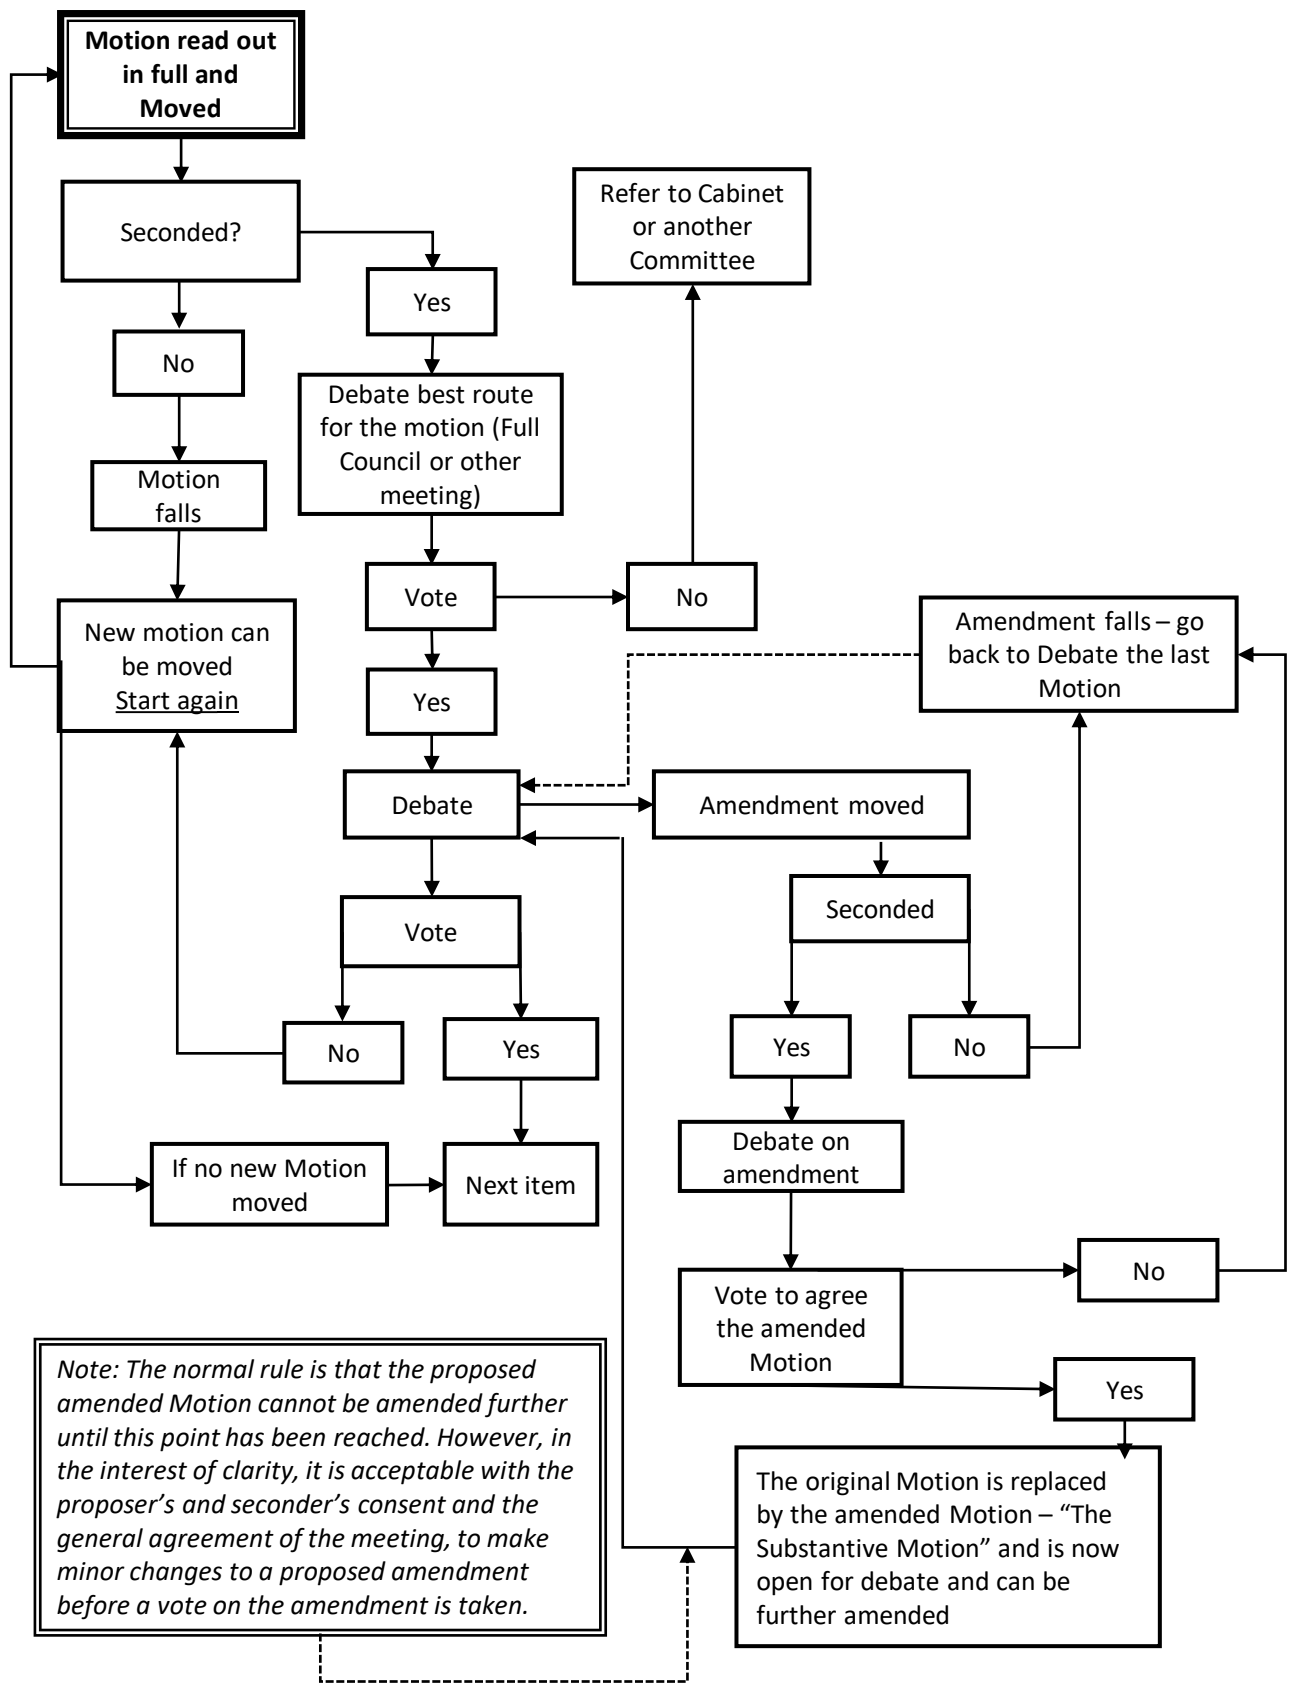 Motion read out
in full and
Moved
Seconded?
Refer to Cabinet
or another
Committee
Yes
No
Debate best route
for the motion (Full
Council or other
meeting)
Motion
falls
Vote
No
New motion can
be moved
Start again
Amendment falls – go
back to Debate the last
Motion
Yes
Debate
Amendment moved
Seconded
Vote
Yes
No
No
Yes
Debate on
amendment
If no new Motion
moved
Next item
No
Vote to agree
the amended
Motion
Yes
Note: The normal rule is that the proposed
amended Motion cannot be amended further
until this point has been reached. However, in
the interest of clarity, it is acceptable with the
proposer’s and seconder’s consent and the
general agreement of the meeting, to make
minor changes to a proposed amendment
before a vote on the amendment is taken.
The original Motion is replaced
by the amended Motion – “The
Substantive Motion” and is now
open for debate and can be
further amended